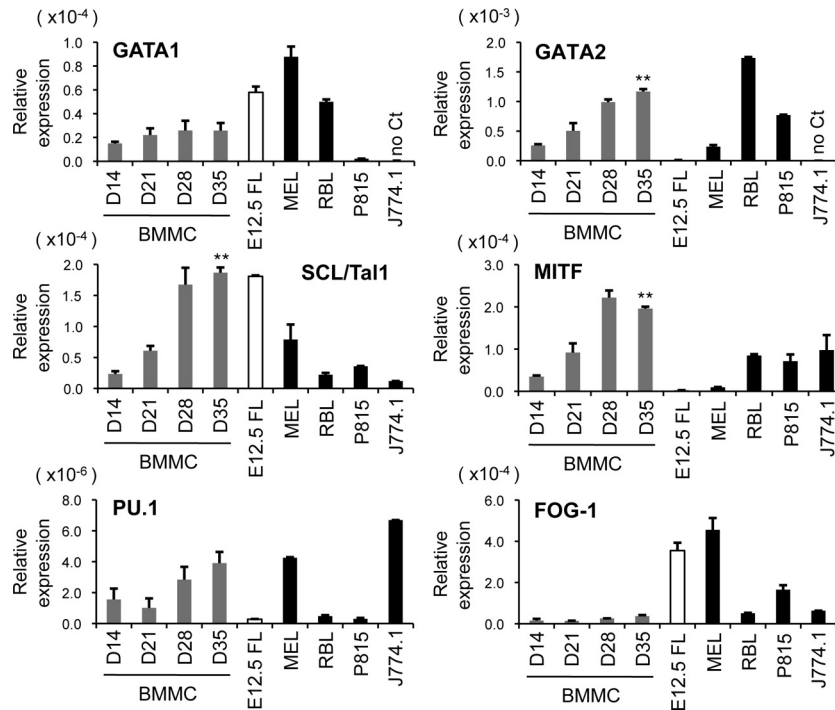 ( x10-4)
GATA1
Relative expression
1.0
0.8
0.6
0.4
0.2
0.0
no Ct
D14 D21 D28 D35 E12.5 FL MEL RBL P815 J774.1
BMMC
( x10-3)
GATA2
Relative expression
2.0
1.5
1.0
0.5
0.0
**
no Ct
D14 D21 D28 D35 E12.5 FL MEL RBL P815 J774.1
BMMC
( x10-4)
SCL/Tal1
Relative expression
2.0
1.5
1.0
0.5
0.0
**
D14 D21 D28 D35 E12.5 FL MEL RBL P815 J774.1
BMMC
( x10-4)
MITF
Relative expression
3.0
2.0
1.0
0.0
**
D14 D21 D28 D35 E12.5 FL MEL RBL P815 J774.1
BMMC
( x10-6)
PU.1
Relative expression
8.0
6.0
4.0
2.0
0.0
D14 D21 D28 D35 E12.5 FL MEL RBL P815 J774.1
BMMC
( x10-4)
FOG-1
Relative expression
6.0
4.0
2.0
0.0
D14 D21 D28 D35 E12.5 FL MEL RBL P815 J774.1
BMMC